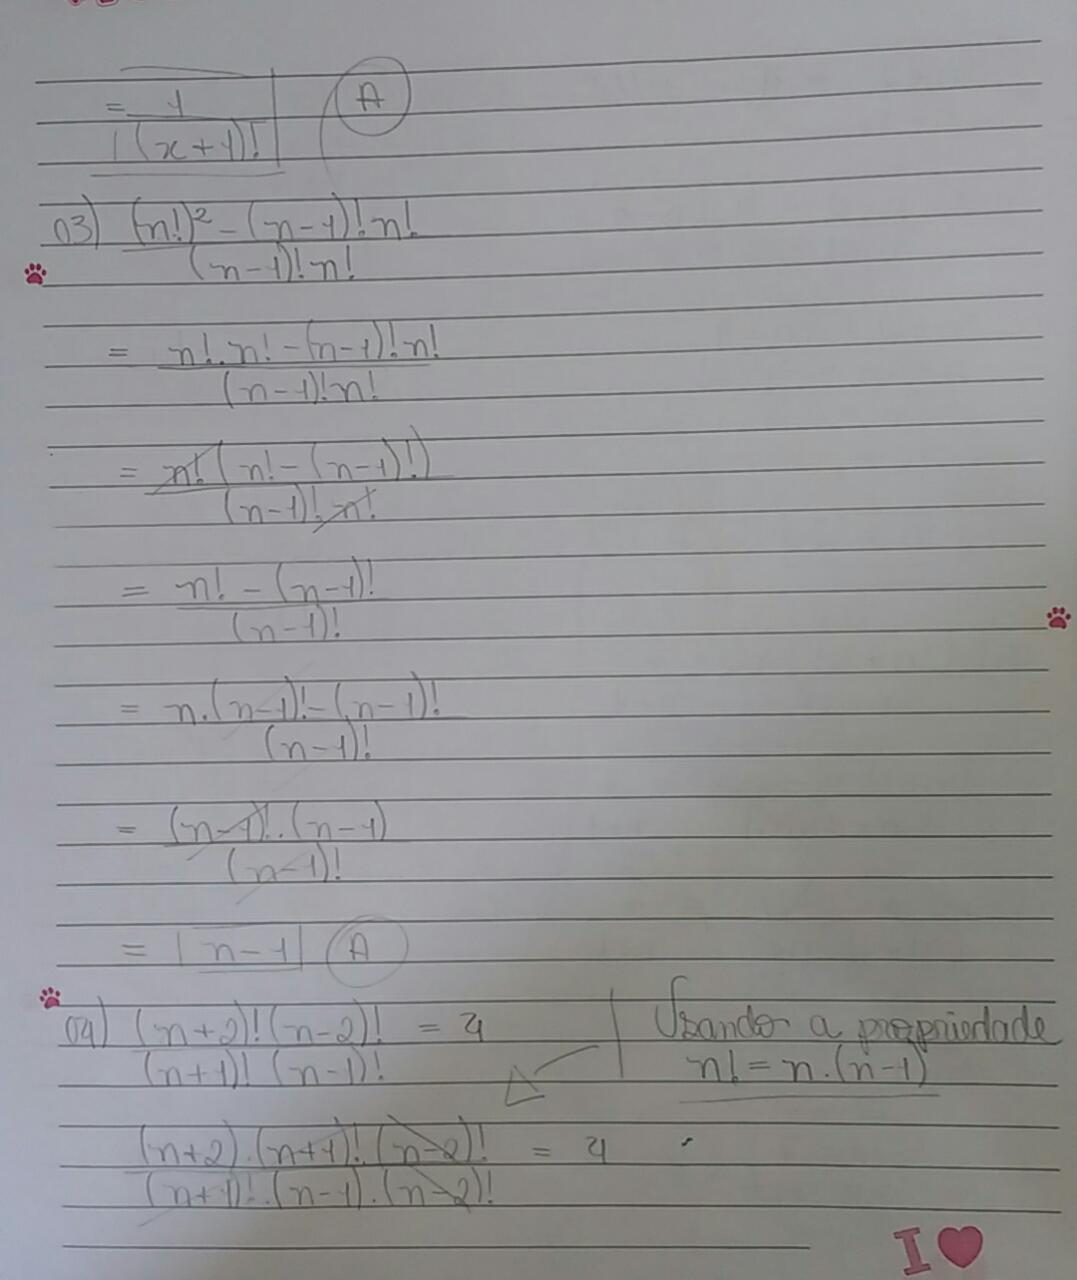 = 1
(x+1)! A
03) (n!)² - (n-1)! n!
(n-1)! n!
= n! . n! - (n-1)! n!
(n-1)! n!
= n! (n! - (n-1)!)
(n-1)! n!
= n! - (n-1)!
(n-1)!
= n.(n-1)! - (n-1)!
(n-1)!
= (n-1)! . (n-1)
(n-1)!
= n-1 A
04) (n+2)! (n-2)! = 4
(n+1)! (n-1)!
Usando a propriedade
n! = n.(n-1)
(n+2).(n+1)! (n-2)! = 4
(n+1)! . (n-1) . (n-2)!
I